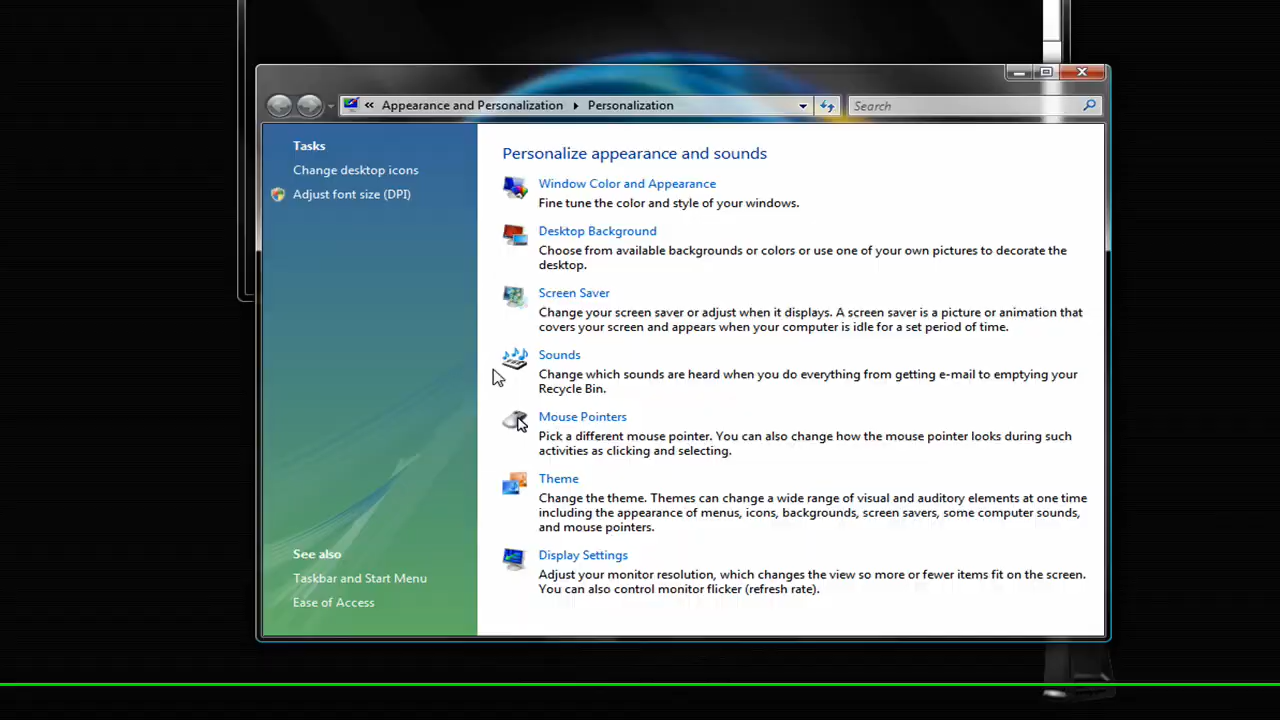 Appearance and Personalization Personalization
Search
Tasks
Change desktop icons
Adjust font size (DPI)
See also
Taskbar and Start Menu
Ease of Access
Personalize appearance and sounds
Window Color and Appearance
Fine tune the color and style of your windows.
Desktop Background
Choose from available backgrounds or colors or use one of your own pictures to decorate the
desktop.
Screen Saver
Change your screen saver or adjust when it displays. A screen saver is a picture or animation that
covers your screen and appears when your computer is idle for a set period of time.
Sounds
Change which sounds are heard when you do everything from getting e-mail to emptying your
Recycle Bin.
Mouse Pointers
Pick a different mouse pointer. You can also change how the mouse pointer looks during such
activities as clicking and selecting.
Theme
Change the theme. Themes can change a wide range of visual and auditory elements at one time
including the appearance of menus, icons, backgrounds, screen savers, some computer sounds,
and mouse pointers.
Display Settings
Adjust your monitor resolution, which changes the view so more or fewer items fit on the screen.
You can also control monitor flicker (refresh rate).